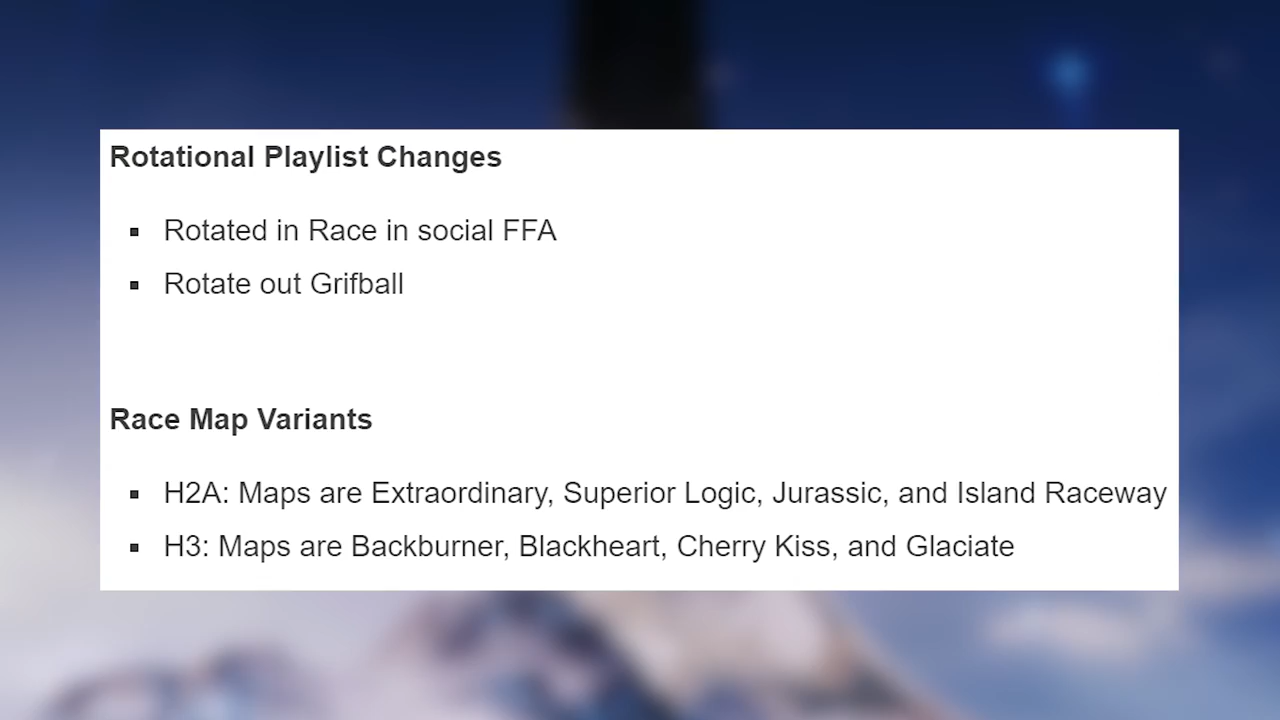 Rotational Playlist Changes
▪ Rotated in Race in social FFA
▪ Rotate out Grifball
Race Map Variants
▪ H2A: Maps are Extraordinary, Superior Logic, Jurassic, and Island Raceway
▪ H3: Maps are Backburner, Blackheart, Cherry Kiss, and Glaciate